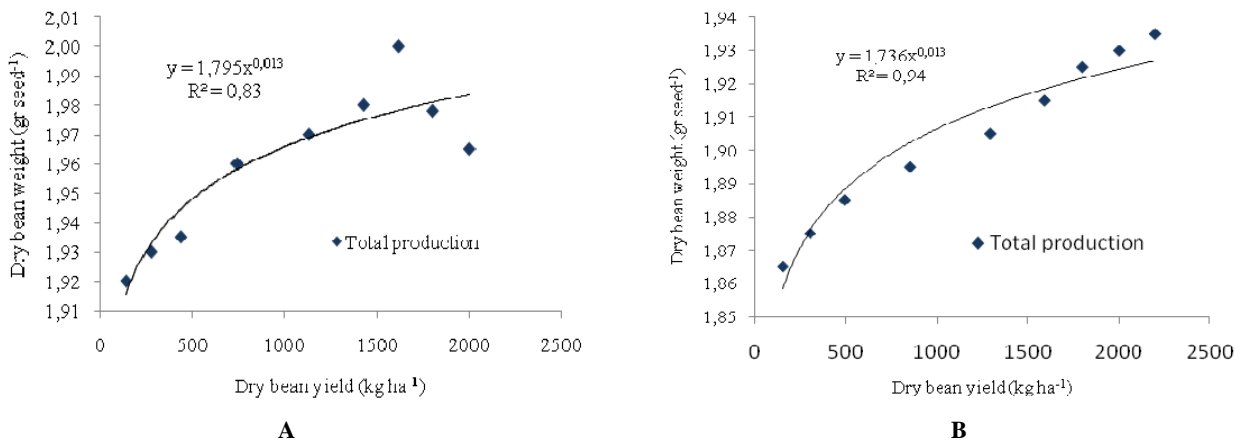 2,01
2,00
1,99
1,98
1,97
1,96
1,95
1,94
1,93
1,92
1,91
Dry bean weight (gr seed-1)
y = 1,795x^0,013
R² = 0,83
Total production
0 500 1000 1500 2000 2500
Dry bean yield (kg ha 1)
A
1,94
1,93
1,92
1,91
1,90
1,89
1,88
1,87
1,86
1,85
Dry bean weight (gr seed-1)
y = 1,736x^0,013
R² = 0,94
Total production
0 500 1000 1500 2000 2500
Dry bean yield (kg ha-1)
B